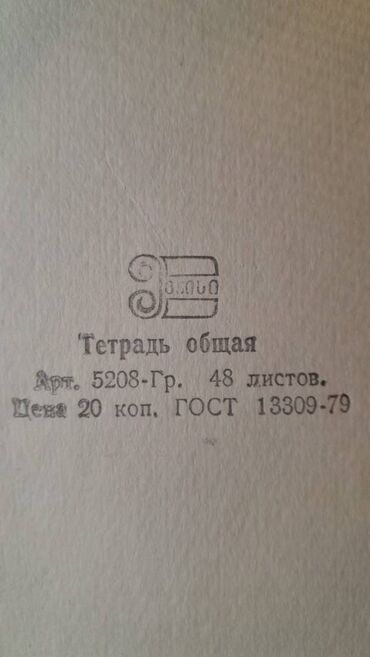 Тетрадь общая
Арт. 5208-Гр. 48 листов.
Цена 20 коп. ГОСТ 13309-79